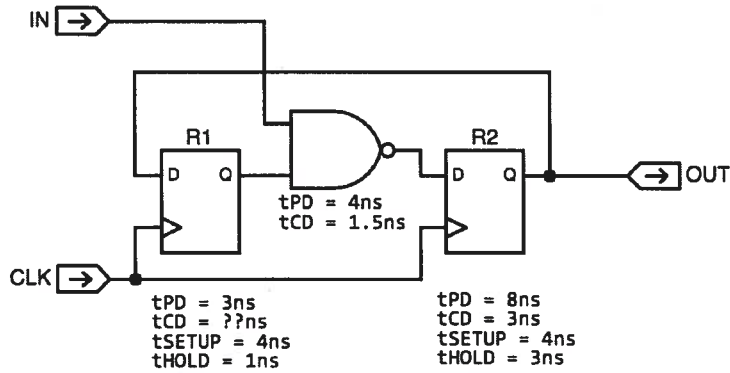 IN
R1
R2
D Q
D Q
OUT
tPD = 4ns
tCD = 1.5ns
CLK
tPD = 3ns
tCD = ??ns
tSETUP = 4ns
tHOLD = 1ns
tPD = 8ns
tCD = 3ns
tSETUP = 4ns
tHOLD = 3ns